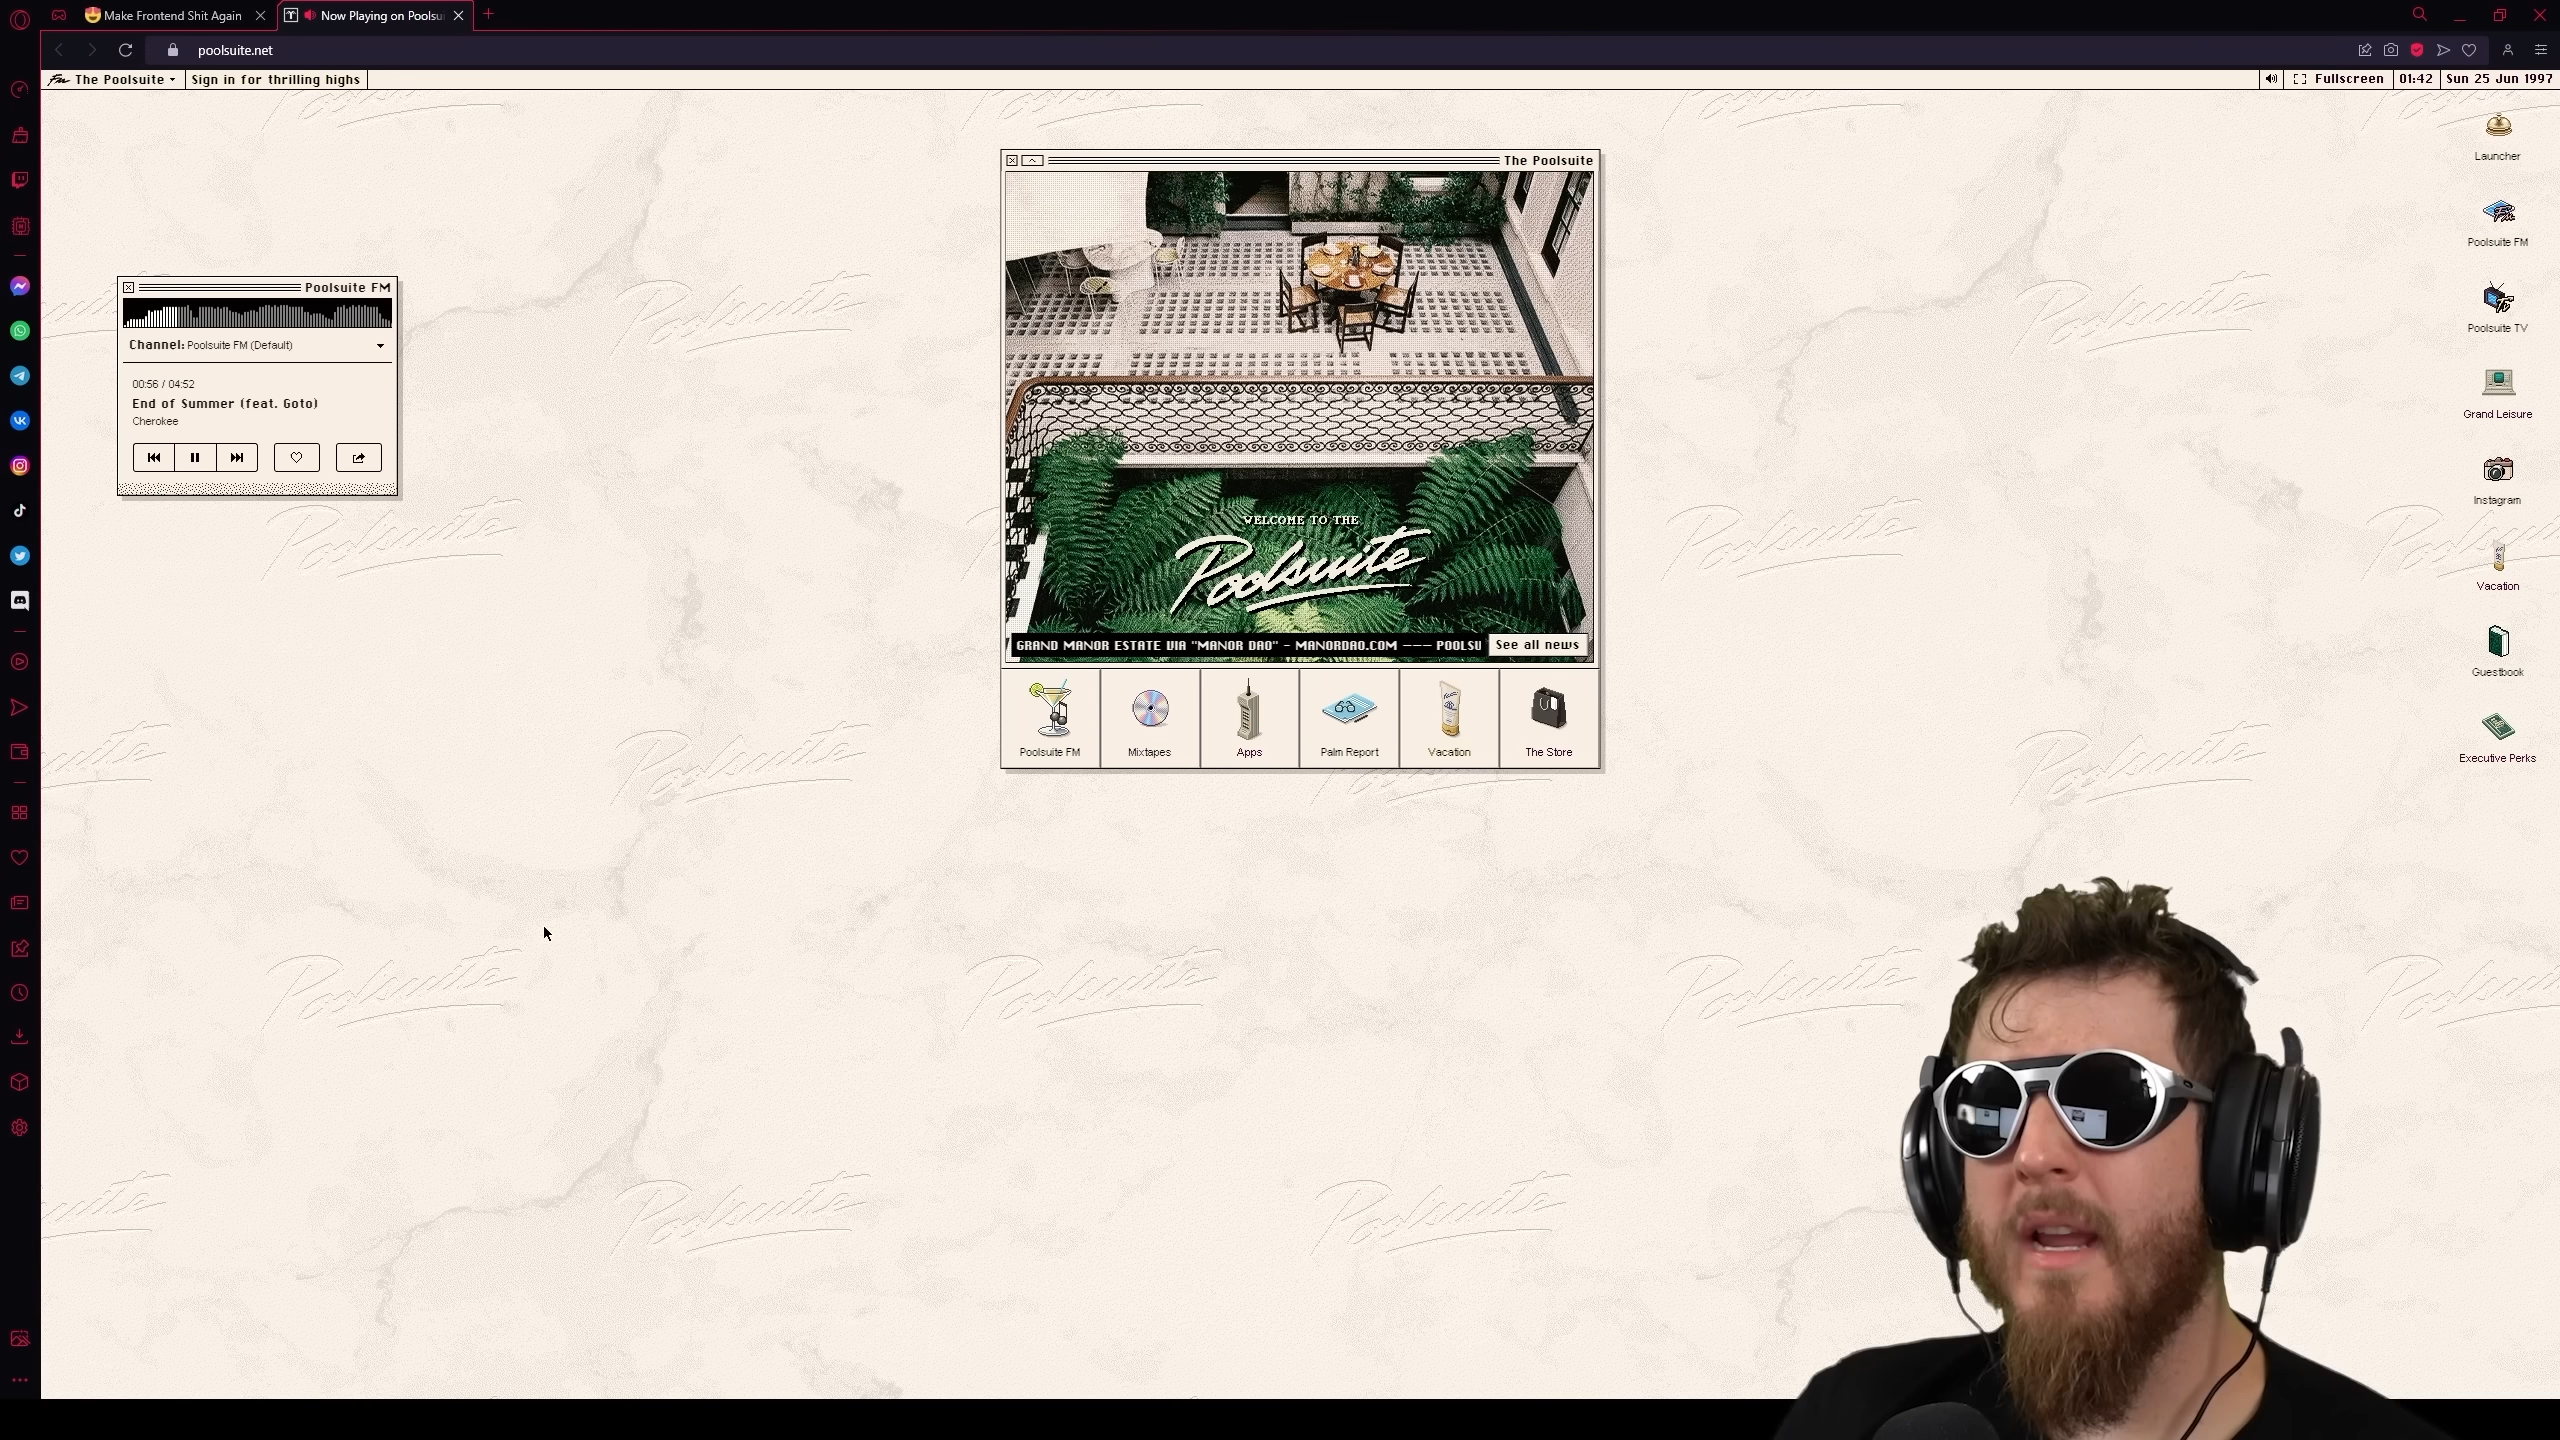 Make Frontend Shit Again
Now Playing on Poolsu
poolsuite.net
Fm The Poolsuite
Sign in for thrilling highs
Fullscreen
01:42
Sun 25 Jun 1997
The Poolsuite
Launcher
Poolsuite FM
Poolsuite TV
Grand Leisure
Instagram
Vacation
Guestbook
Executive Perks
Poolsuite FM
Channel: Poolsuite FM (Default)
00:56 / 04:52
End of Summer (feat. Goto)
Cherokee
WELCOME TO THE
Poolsuite
GRAND MANOR ESTATE VIA "MANOR DAO" - MANORDAO.COM --- POOLSU
See all news
Poolsuite FM
Mixtapes
Apps
Palm Report
Vacation
The Store